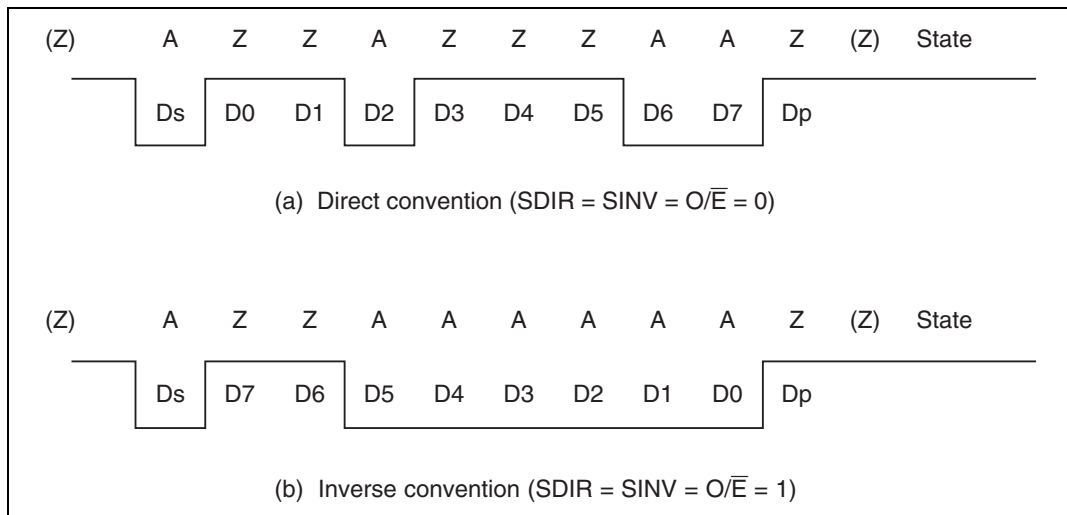 (Z) A Z Z A Z Z Z A A Z (Z) State
Ds D0 D1 D2 D3 D4 D5 D6 D7 Dp
(a) Direct convention (SDIR = SINV = O/E̅ = 0)
(Z) A Z Z A A A A A A Z (Z) State
Ds D7 D6 D5 D4 D3 D2 D1 D0 Dp
(b) Inverse convention (SDIR = SINV = O/E̅ = 1)